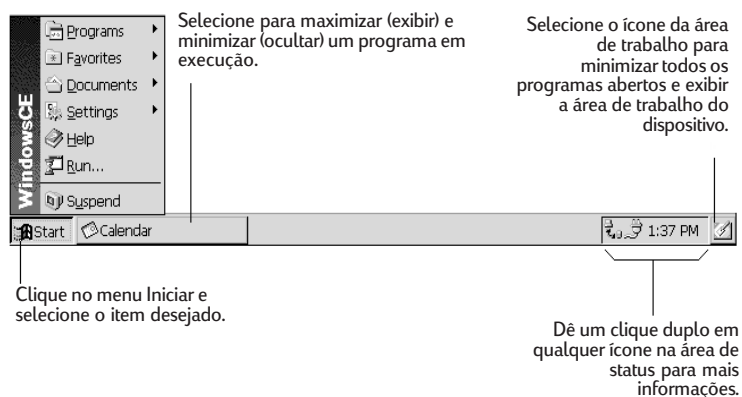 Selecione para maximizar (exibir) e
minimizar (ocultar) um programa em
execução.
Selecione o ícone da área
de trabalho para
minimizar todos os
programas abertos e exibir
a área de trabalho do
dispositivo.
WindowsCE
Programs
Favorites
Documents
Settings
Help
Run...
Suspend
Start
Calendar
1:37 PM
Clique no menu Iniciar e
selecione o item desejado.
Dê um clique duplo em
qualquer ícone na área de
status para mais
informações.